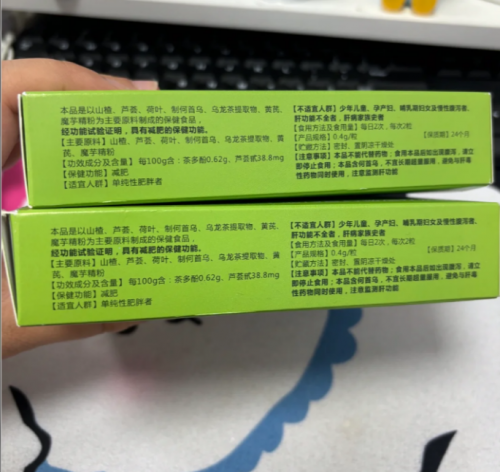 本品是以山楂、芦荟、荷叶、制何首乌、乌龙茶提取物、黄芪、
魔芋精粉为主要原料制成的保健食品，
经功能试验证明，具有减肥的保健功能。
【主要原料】山楂、芦荟、荷叶、制何首乌、乌龙茶提取物、黄
芪、魔芋精粉
【功效成分及含量】每100g含：茶多酚0.62g、芦荟甙38.8mg
【保健功能】减肥
【适宜人群】单纯性肥胖者
【不适宜人群】少年儿童、孕产妇、哺乳期妇女及慢性腹泻者、
肝功能不全者，肝病家族史者
【食用方法及食用量】每日2次，每次2粒
【产品规格】0.4g/粒
【保质期】24个月
【贮藏方法】密封、置阴凉干燥处
【注意事项】本品不能代替药物；食用本品后如出现腹泻，请立
即停止食用；本品含何首乌，不宜长期超量服用，避免与肝毒
性药物同时使用，注意监测肝功能
本品是以山楂、芦荟、荷叶、制何首乌、乌龙茶提取物、黄芪、
魔芋精粉为主要原料制成的保健食品，
经功能试验证明，具有减肥的保健功能。
【主要原料】山楂、芦荟、荷叶、制何首乌、乌龙茶提取物、黄
芪、魔芋精粉
【功效成分及含量】每100g含：茶多酚0.62g、芦荟甙38.8mg
【保健功能】减肥
【适宜人群】单纯性肥胖者
【不适宜人群】少年儿童、孕产妇、哺乳期妇女及慢性腹泻者、
肝功能不全者，肝病家族史者
【食用方法及食用量】每日2次，每次2粒
【产品规格】0.4g/粒
【保质期】24个月
【贮藏方法】密封、置阴凉干燥处
【注意事项】本品不能代替药物；食用本品后如出现腹泻，请立
即停止食用；本品含何首乌，不宜长期超量服用，避免与肝毒
性药物同时使用，注意监测肝功能